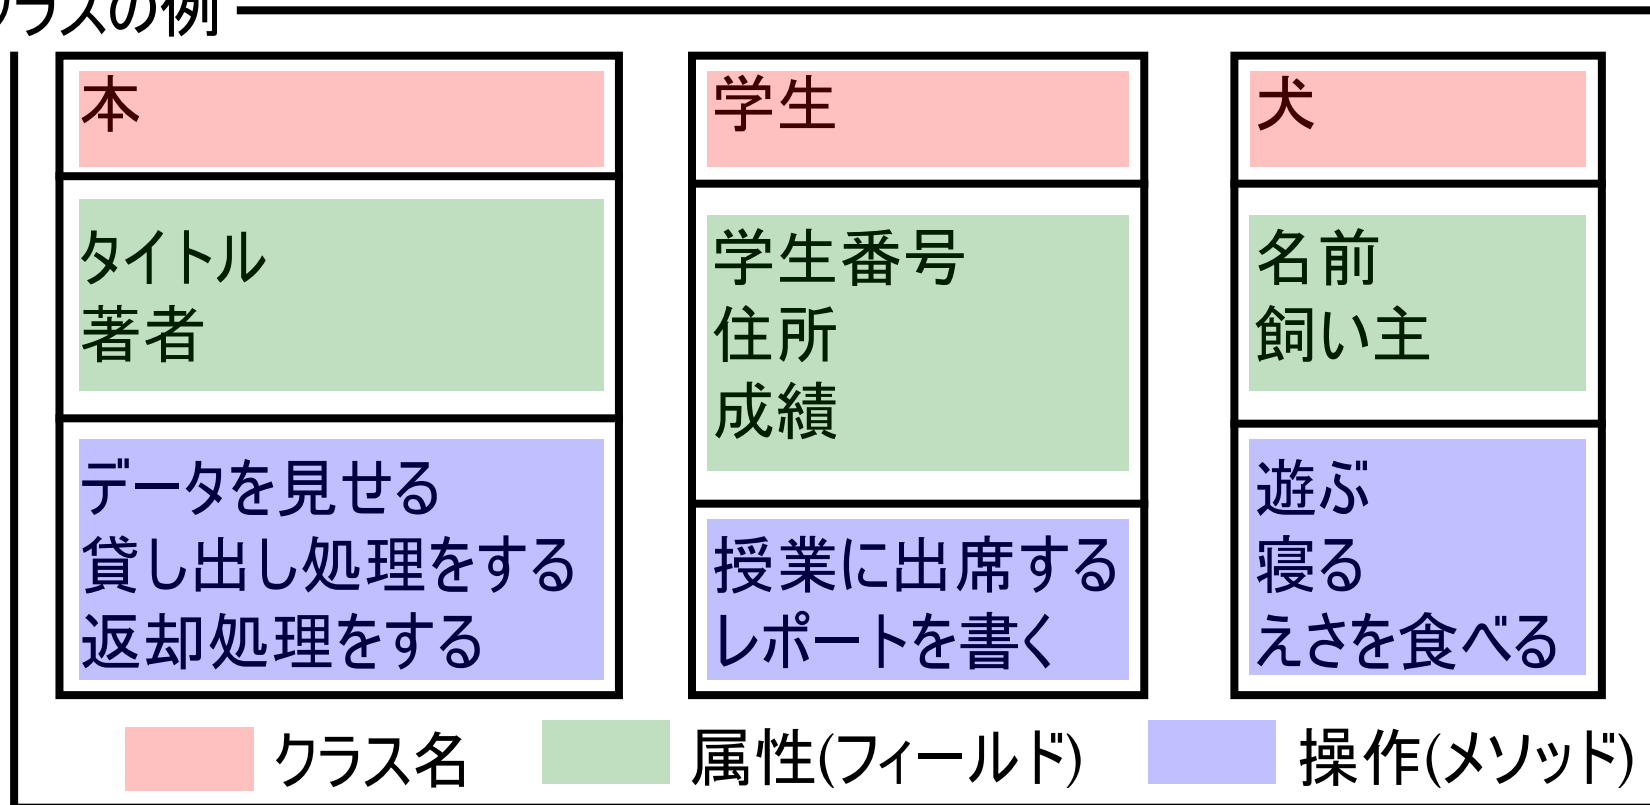 クラスの例
本
タイトル
著者
データを見せる
貸し出し処理をする
返却処理をする
学生
学生番号
住所
成績
授業に出席する
レポートを書く
犬
名前
飼い主
遊ぶ
寝る
えさを食べる
クラス名
属性(フィールド)
操作(メソッド)